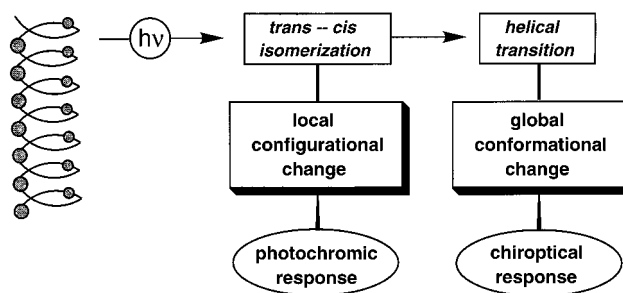 hν
trans -- cis
isomerization
helical
transition
local
configurational
change
global
conformational
change
photochromic
response
chiroptical
response